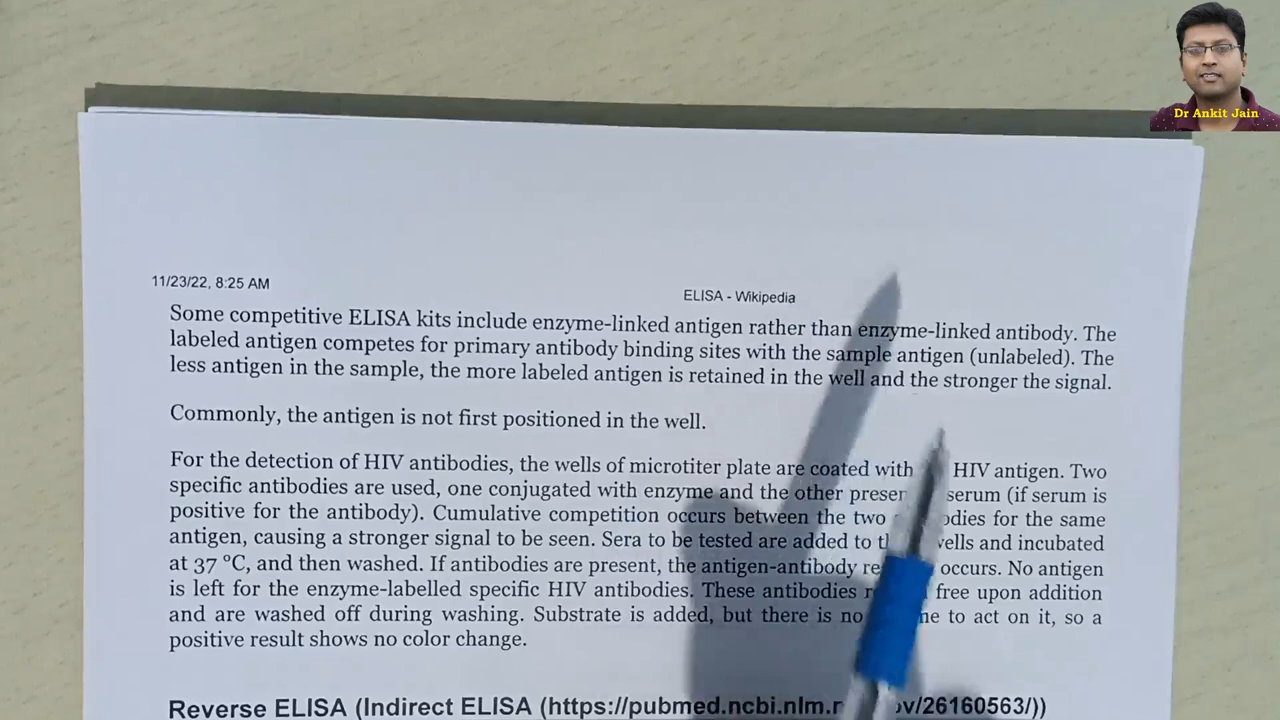 Dr Ankit Jain
11/23/22, 8:25 AM
ELISA - Wikipedia
Some competitive ELISA kits include enzyme-linked antigen rather than enzyme-linked antibody. The
labeled antigen competes for primary antibody binding sites with the sample antigen (unlabeled). The
less antigen in the sample, the more labeled antigen is retained in the well and the stronger the signal.
Commonly, the antigen is not first positioned in the well.
For the detection of HIV antibodies, the wells of microtiter plate are coated with HIV antigen. Two
specific antibodies are used, one conjugated with enzyme and the other serum (if serum is
positive for the antibody). Cumulative competition occurs between the two for the same
antigen, causing a stronger signal to be seen. Sera to be tested are added to wells and incubated
at 37 °C, and then washed. If antibodies are present, the antigen-antibody occurs. No antigen
is left for the enzyme-labelled specific HIV antibodies. These antibodies free upon addition
and are washed off during washing. Substrate is added, but there is no to act on it, so a
positive result shows no color change.
Reverse ELISA (Indirect ELISA (https://pubmed.ncbi.nlm.